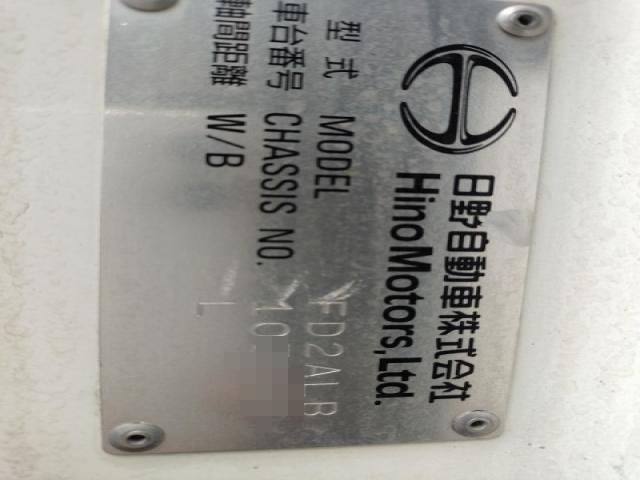 日野自動車株式会社
Hino Motors,Ltd.
型式 MODEL FD2ALB
車台番号 CHASSIS NO. 10
軸間距離 W/B L